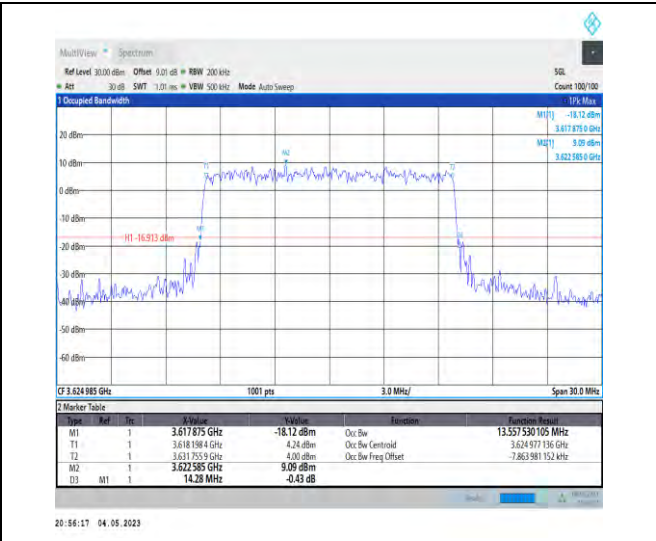 MultiView Spectrum
Ref Level 30.00 dBm Offset 9.01 dB RBW 200 kHz SGL
Att 30 dB SWT 1.01 ms VBW 500 kHz Mode Auto Sweep Count 100/100
1 Occupied Bandwidth 1Pk Max
M1[1] -18.12 dBm
3.617 875 0 GHz
M2[1] 9.09 dBm
3.622 585 0 GHz
20 dBm
10 dBm
0 dBm
-10 dBm
-20 dBm
-30 dBm
-40 dBm
-50 dBm
-60 dBm
M2
T1
T2
M1
H1 -16.913 dBm
CF 3.624 985 GHz 1001 pts 3.0 MHz/ Span 30.0 MHz
2 Marker Table
Type Ref Trc X-Value Y-Value Function Function Result
M1 1 3.617 875 GHz -18.12 dBm Occ Bw 13.557 530 105 MHz
T1 1 3.618 198 4 GHz 4.24 dBm Occ Bw Centroid 3.624 977 136 GHz
T2 1 3.631 755 9 GHz 4.00 dBm Occ Bw Freq Offset -7.863 981 152 kHz
M2 1 3.622 585 GHz 9.09 dBm
D3 M1 1 14.28 MHz -0.43 dB
20:56:17 04.05.2023